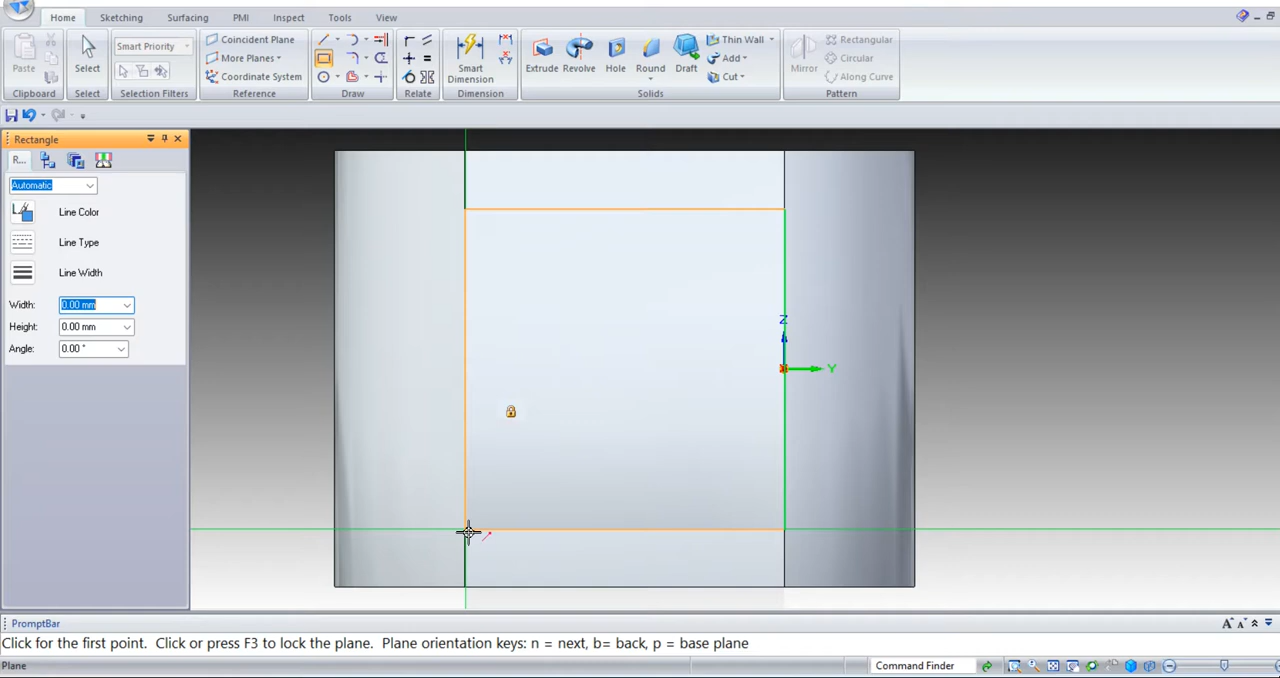 Home Sketching Surfacing PMI Inspect Tools View
Paste
Clipboard
Select
Select
Smart Priority
Selection Filters
Coincident Plane
More Planes
Coordinate System
Reference
Draw
Relate
Smart
Dimension
Dimension
Extrude Revolve Hole Round Draft
Thin Wall
Add
Cut
Solids
Mirror
Rectangular
Circular
Along Curve
Pattern
Rectangle
R...
Automatic
Line Color
Line Type
Line Width
Width: 0.00 mm
Height: 0.00 mm
Angle: 0.00 °
Z
Y
PromptBar
Click for the first point. Click or press F3 to lock the plane. Plane orientation keys: n = next, b= back, p = base plane
Plane
Command Finder